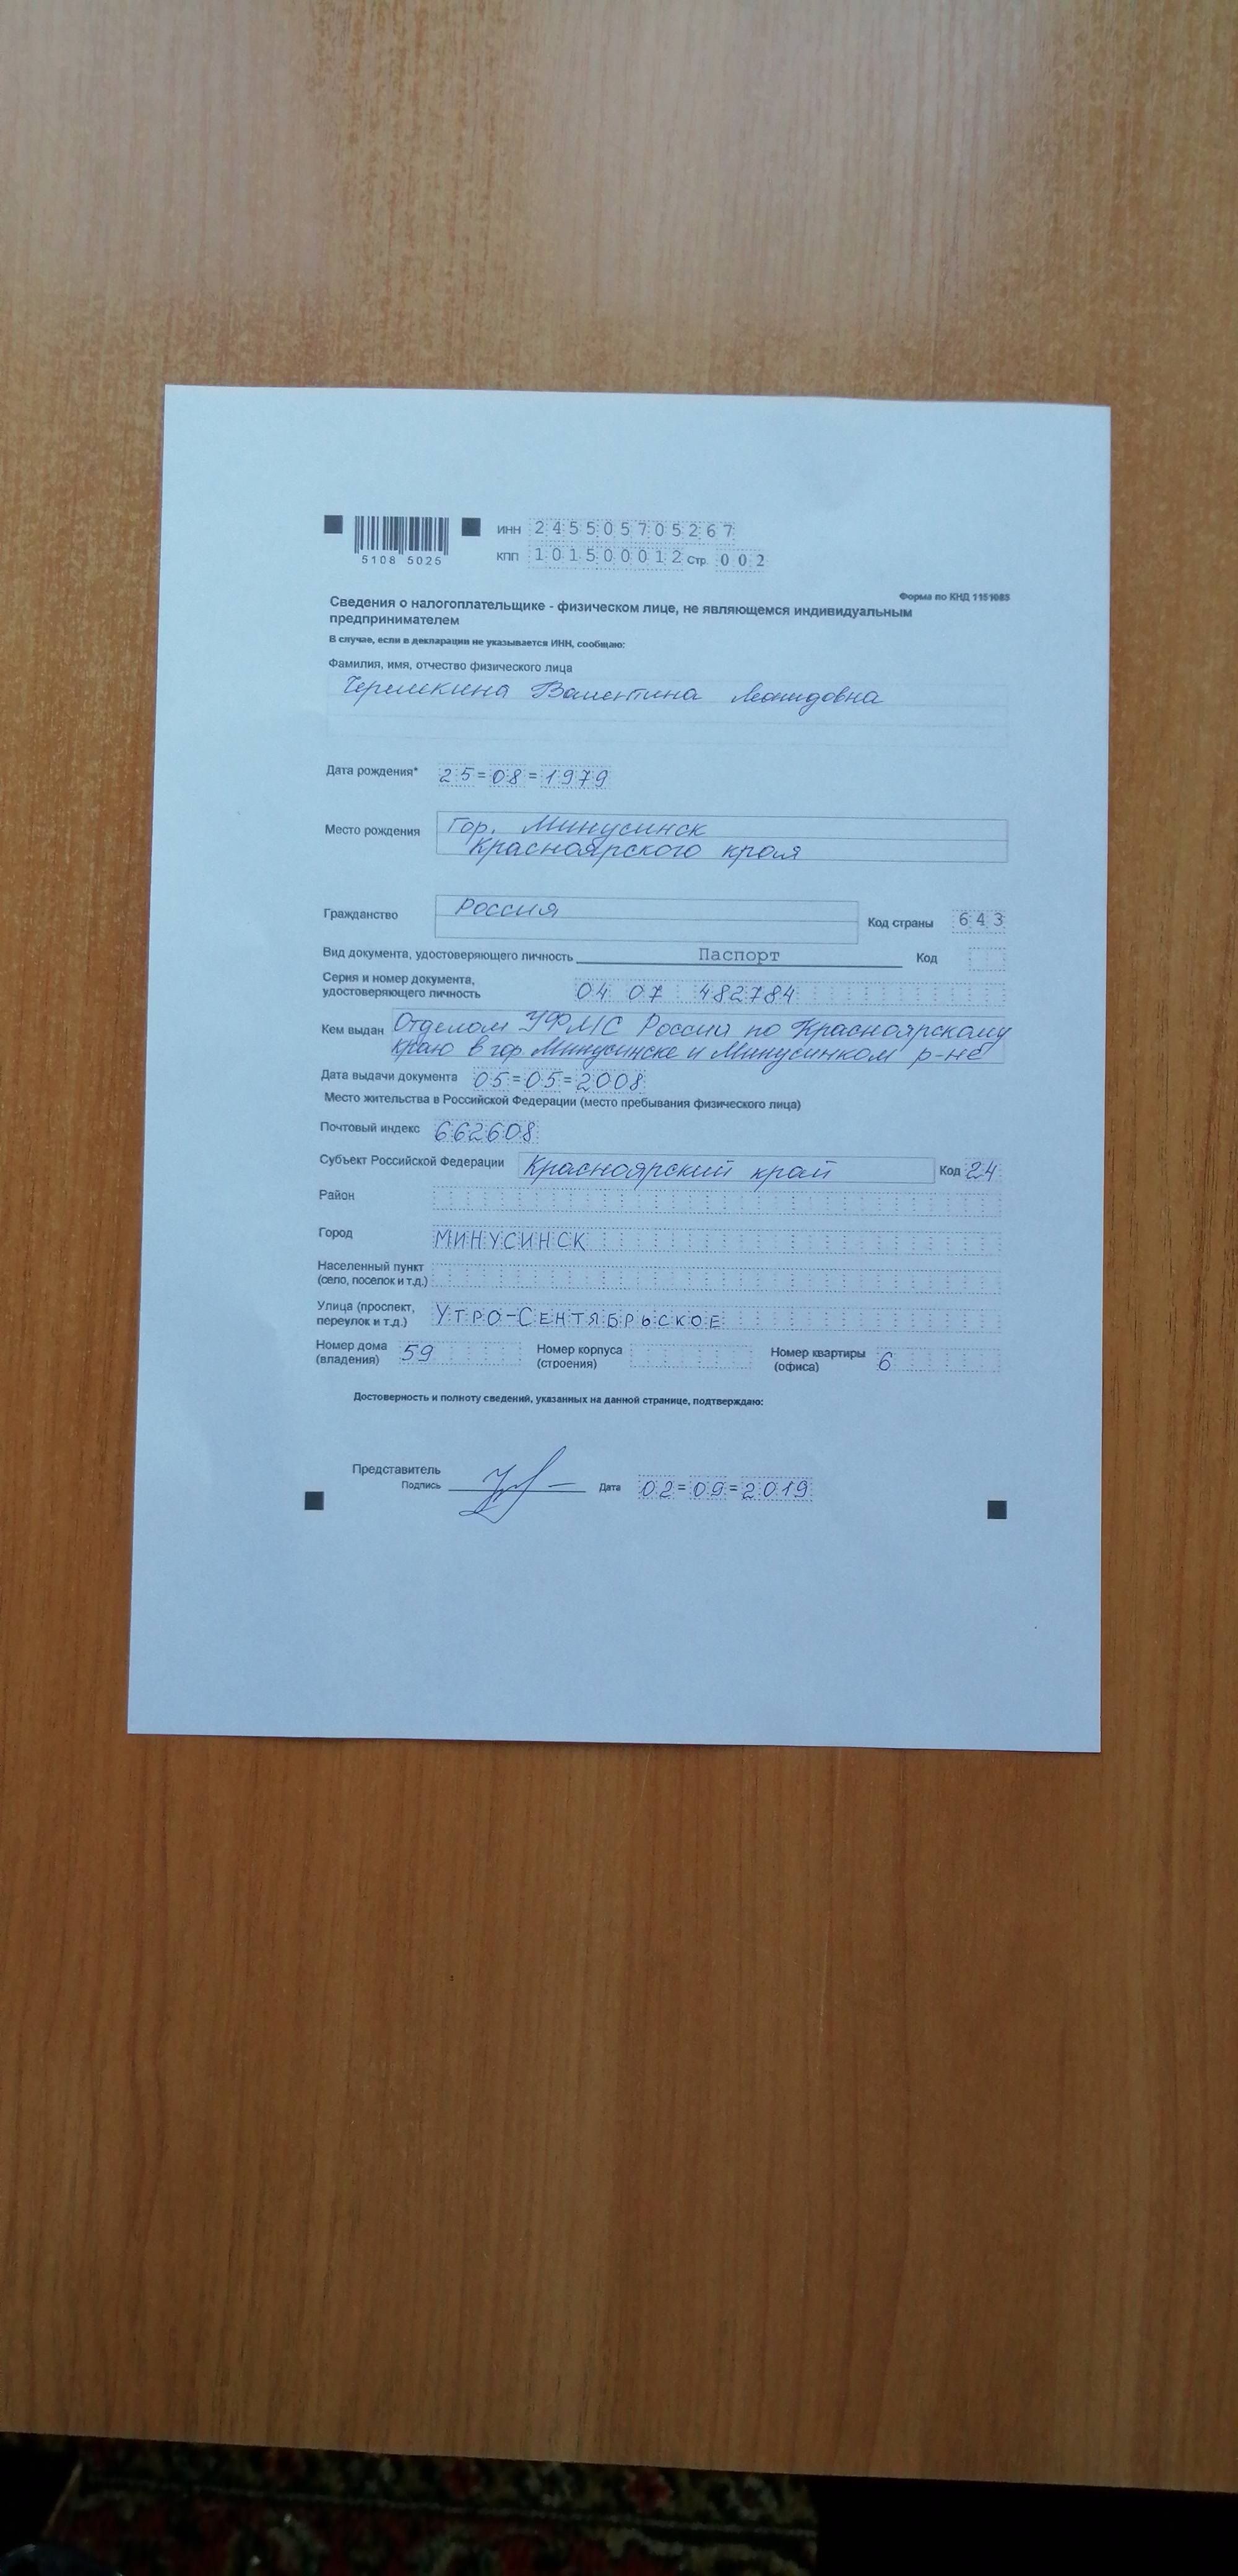 ИНН 245505705267
5108 5025
КПП 101500012 Стр. 002
Форма по КНД 1151085
Сведения о налогоплательщике - физическом лице, не являющемся индивидуальным
предпринимателем
В случае, если в декларации не указывается ИНН, сообщаю:
Фамилия, имя, отчество физического лица
Черемкина Валентина Леонидовна
Дата рождения* 25=08=1979
Место рождения Гор. Минусинск
Красноярского края
Гражданство Россия Код страны 643
Вид документа, удостоверяющего личность Паспорт Код
Серия и номер документа,
удостоверяющего личность 04 07 482784
Кем выдан Отделом УФМС России по Красноярскому
краю в гор. Минусинске и Минусинком р-не
Дата выдачи документа 05=05=2008
Место жительства в Российской Федерации (место пребывания физического лица)
Почтовый индекс 662608
Субъект Российской Федерации Красноярский край Код 24
Район
Город МИНУСИНСК
Населенный пункт
(село, поселок и т.д.)
Улица (проспект,
переулок и т.д.) УТРО-СЕНТЯБРЬСКОЕ
Номер дома
(владения) 59 Номер корпуса
(строения) Номер квартиры
(офиса) 6
Достоверность и полноту сведений, указанных на данной странице, подтверждаю:
Представитель
Подпись Дата 02=09=2019